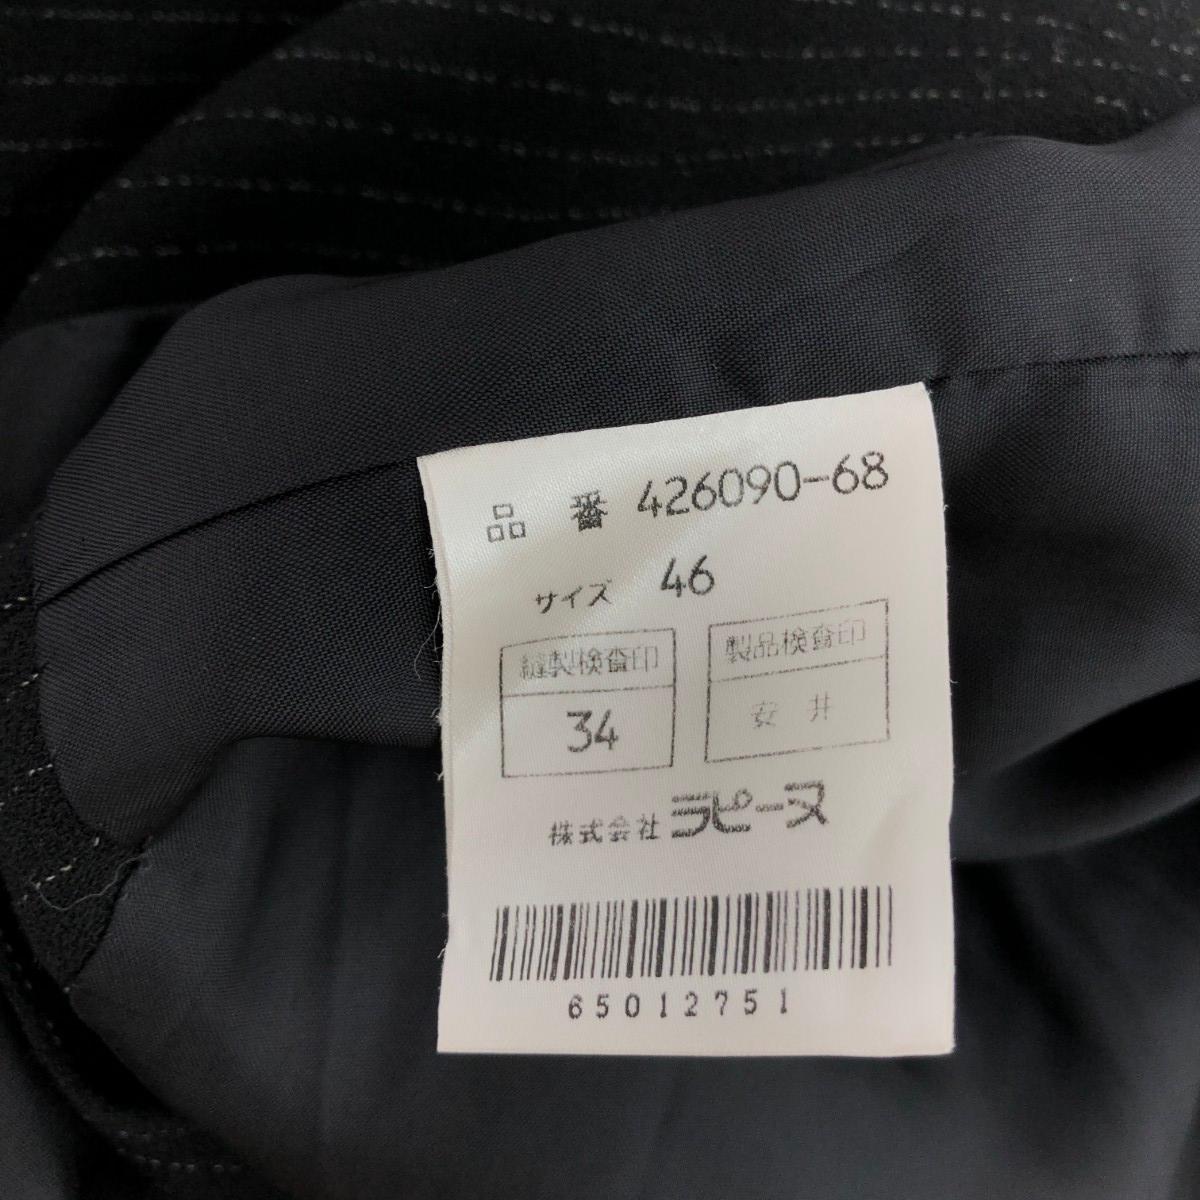 品 番 426090-68
サイズ 46
縫製検査印 製品検査印
34 安 井
株式会社 ラピーヌ
65012751